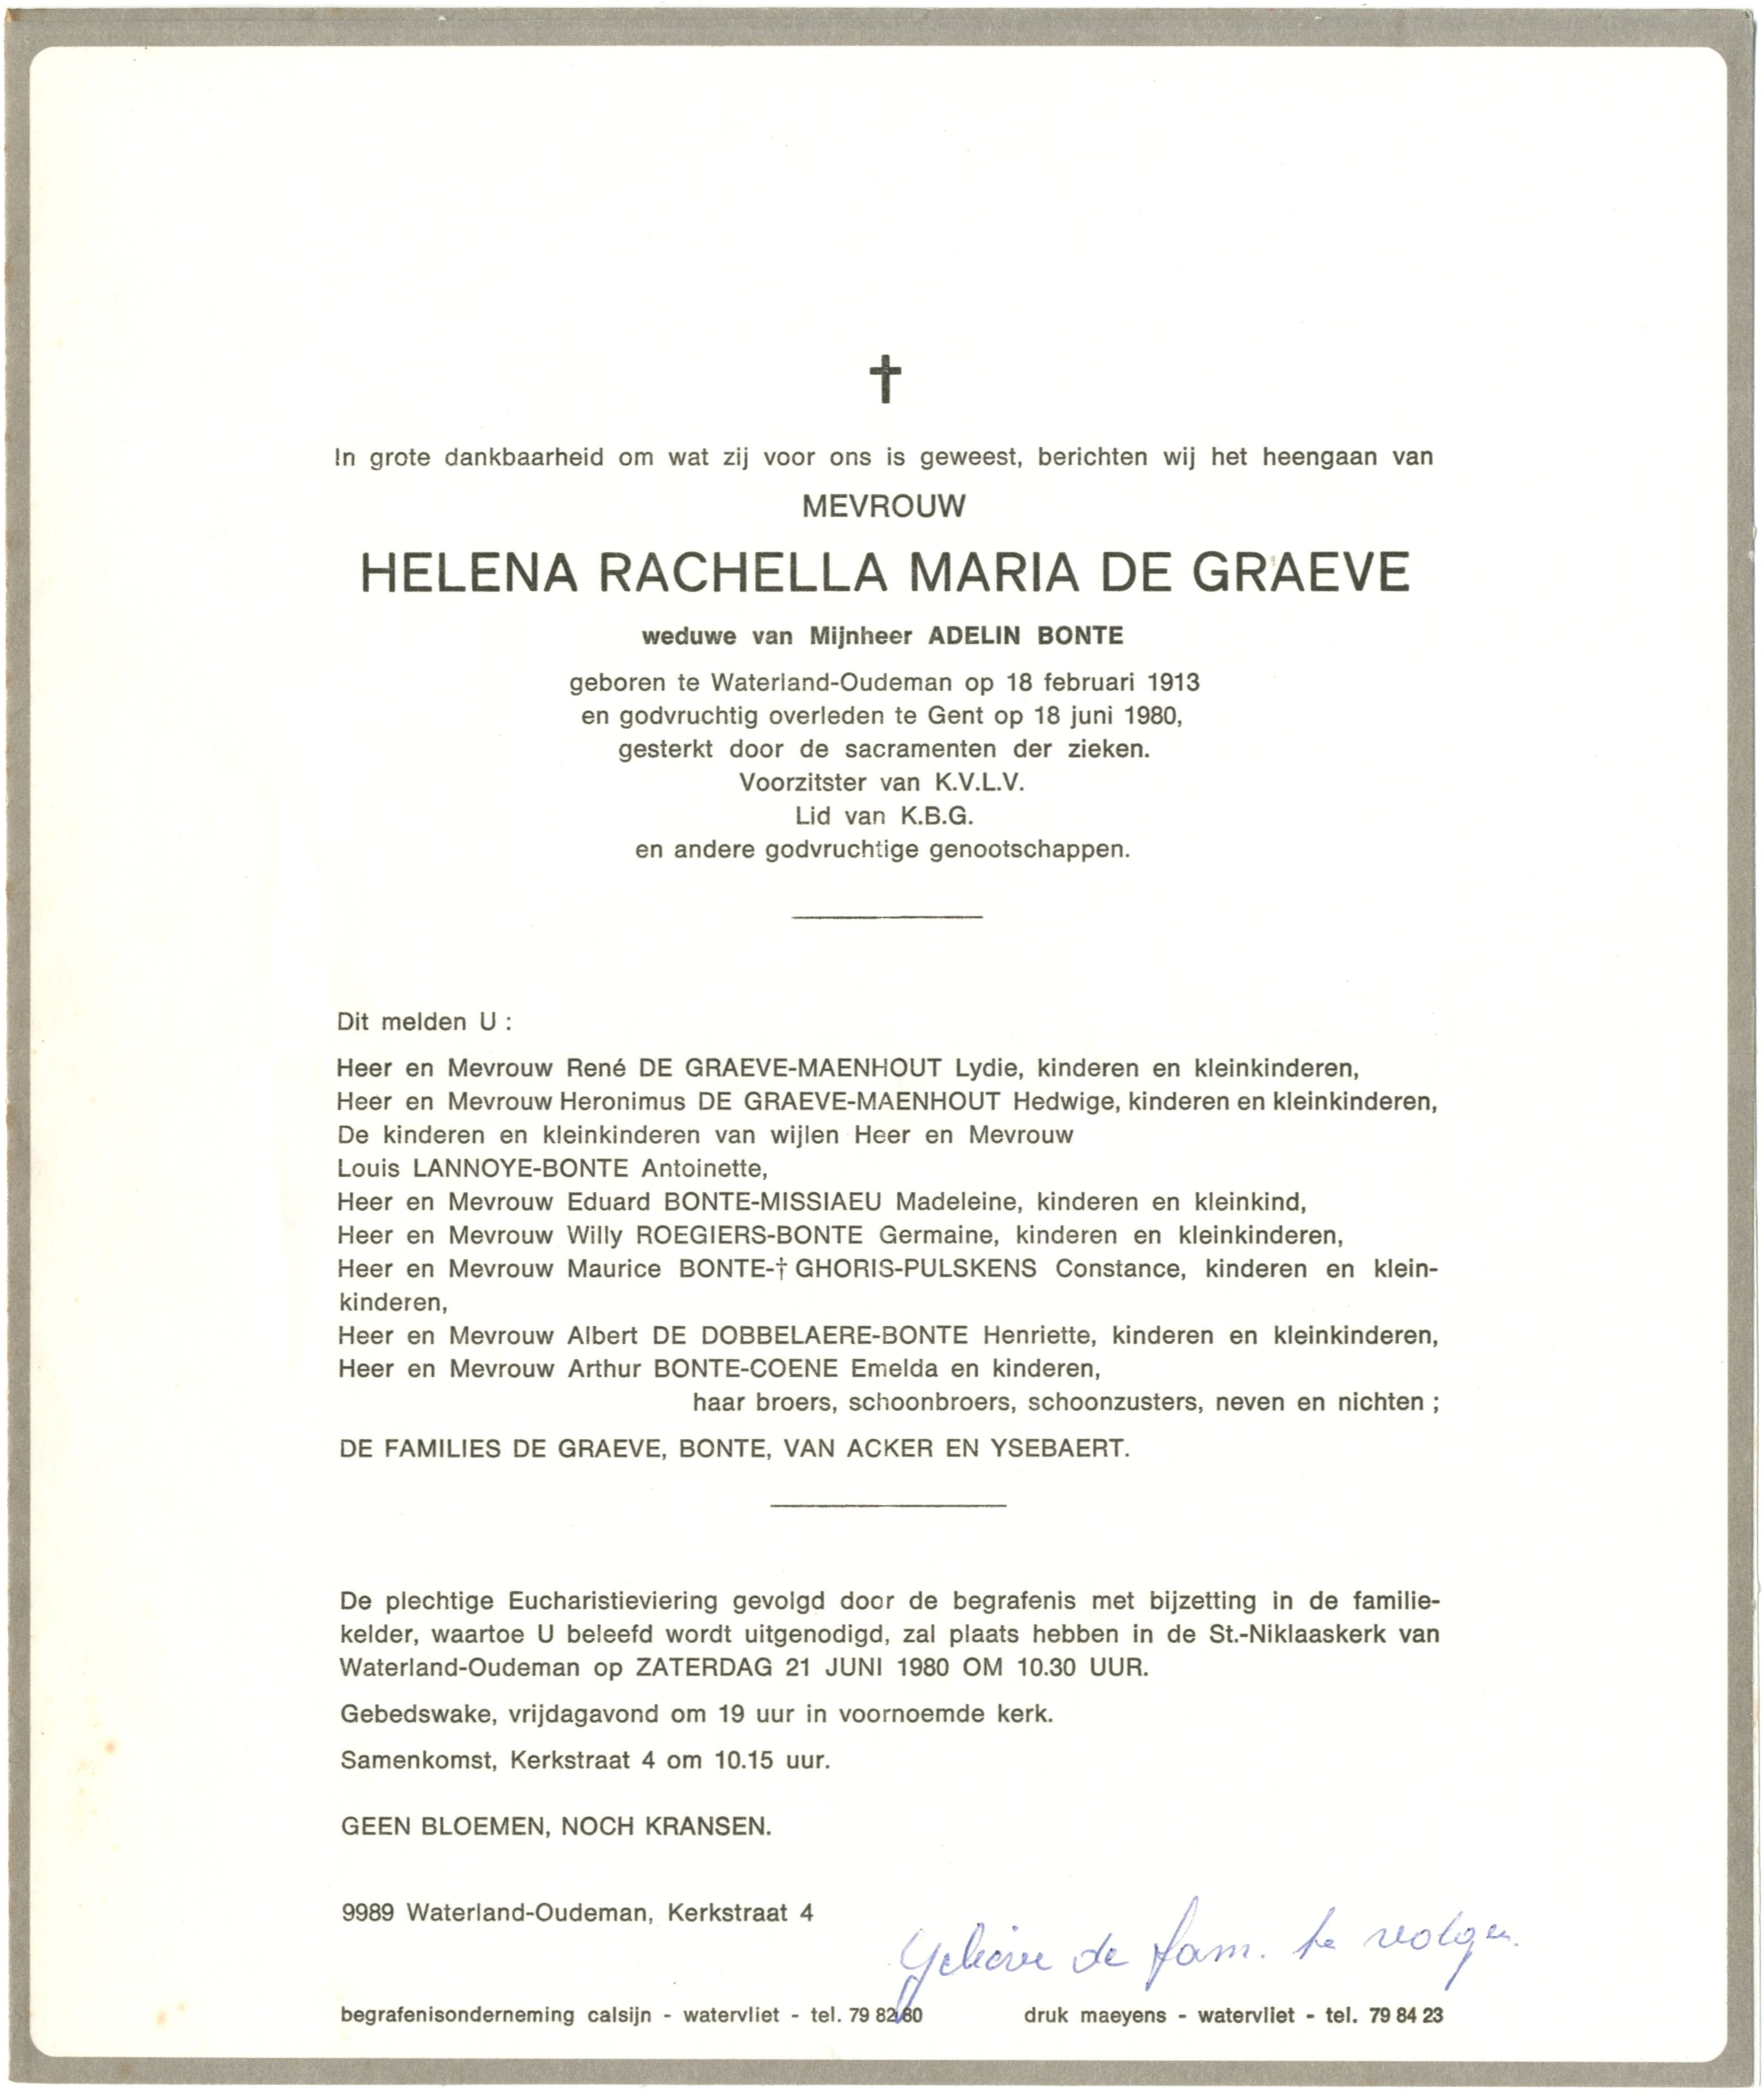 †
In grote dankbaarheid om wat zij voor ons is geweest, berichten wij het heengaan van
MEVROUW
HELENA RACHELLA MARIA DE GRAEVE
weduwe van Mijnheer ADELIN BONTE
geboren te Waterland-Oudeman op 18 februari 1913
en godvruchtig overleden te Gent op 18 juni 1980,
gesterkt door de sacramenten der zieken.
Voorzitster van K.V.L.V.
Lid van K.B.G.
en andere godvruchtige genootschappen.
Dit melden U :
Heer en Mevrouw René DE GRAEVE-MAENHOUT Lydie, kinderen en kleinkinderen,
Heer en Mevrouw Heronimus DE GRAEVE-MAENHOUT Hedwige, kinderen en kleinkinderen,
De kinderen en kleinkinderen van wijlen Heer en Mevrouw
Louis LANNOYE-BONTE Antoinette,
Heer en Mevrouw Eduard BONTE-MISSIAEU Madeleine, kinderen en kleinkind,
Heer en Mevrouw Willy ROEGIERS-BONTE Germaine, kinderen en kleinkinderen,
Heer en Mevrouw Maurice BONTE-† GHORIS-PULSKENS Constance, kinderen en klein-
kinderen,
Heer en Mevrouw Albert DE DOBBELAERE-BONTE Henriette, kinderen en kleinkinderen,
Heer en Mevrouw Arthur BONTE-COENE Emelda en kinderen,
haar broers, schoonbroers, schoonzusters, neven en nichten ;
DE FAMILIES DE GRAEVE, BONTE, VAN ACKER EN YSEBAERT.
De plechtige Eucharistieviering gevolgd door de begrafenis met bijzetting in de familie-
kelder, waartoe U beleefd wordt uitgenodigd, zal plaats hebben in de St.-Niklaaskerk van
Waterland-Oudeman op ZATERDAG 21 JUNI 1980 OM 10.30 UUR.
Gebedswake, vrijdagavond om 19 uur in voornoemde kerk.
Samenkomst, Kerkstraat 4 om 10.15 uur.
GEEN BLOEMEN, NOCH KRANSEN.
9989 Waterland-Oudeman, Kerkstraat 4
Gelieve de fam. te volgen.
begrafenisonderneming calsijn - watervliet - tel. 79 82 80
druk maeyens - watervliet - tel. 79 84 23